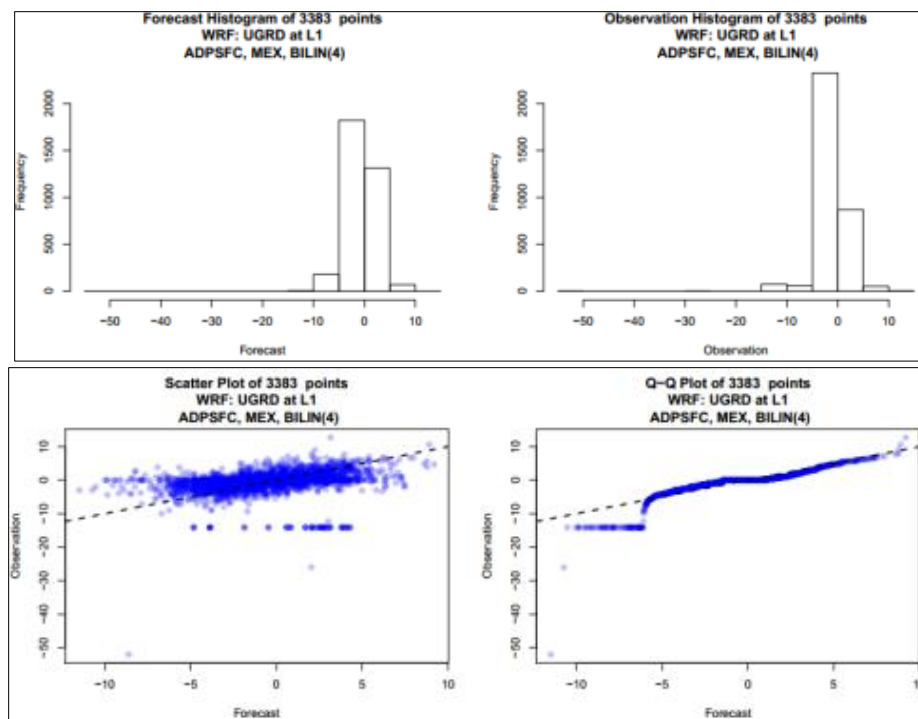 Forecast Histogram of 3383 points
WRF: UGRD at L1
ADPSFC, MEX, BILIN(4)
Frequency
2000
1500
1000
500
0
−50 −40 −30 −20 −10 0 10
Forecast
Observation Histogram of 3383 points
WRF: UGRD at L1
ADPSFC, MEX, BILIN(4)
Frequency
2000
1500
1000
500
0
−50 −40 −30 −20 −10 0 10
Observation
Scatter Plot of 3383 points
WRF: UGRD at L1
ADPSFC, MEX, BILIN(4)
Observation
10
0
−10
−20
−30
−40
−50
−10 −5 0 5 10
Forecast
Q−Q Plot of 3383 points
WRF: UGRD at L1
ADPSFC, MEX, BILIN(4)
Observation
10
0
−10
−20
−30
−40
−50
−10 −5 0 5 10
Forecast